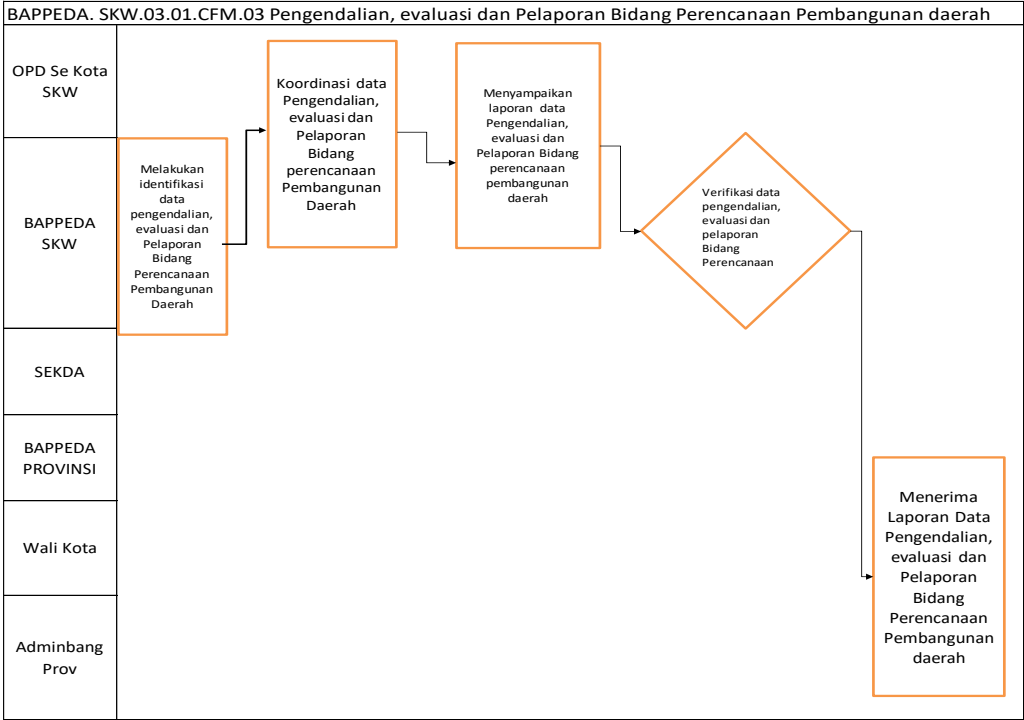 BAPPEDA. SKW.03.01.CFM.03 Pengendalian, evaluasi dan Pelaporan Bidang Perencanaan Pembangunan daerah
OPD Se Kota
SKW
BAPPEDA
SKW
SEKDA
BAPPEDA
PROVINSI
Wali Kota
Adminbang
Prov
Melakukan
identifikasi
data
pengendalian,
evaluasi dan
Pelaporan
Bidang
Perencanaan
Pembangunan
Daerah
Koordinasi data
Pengendalian,
evaluasi dan
Pelaporan
Bidang
perencanaan
Pembangunan
Daerah
Menyampaikan
laporan data
Pengendalian,
evaluasi dan
Pelaporan Bidang
perencanaan
pembangunan
daerah
Verifikasi data
pengendalian,
evaluasi dan
pelaporan
Bidang
Perencanaan
Menerima
Laporan Data
Pengendalian,
evaluasi dan
Pelaporan
Bidang
Perencanaan
Pembangunan
daerah